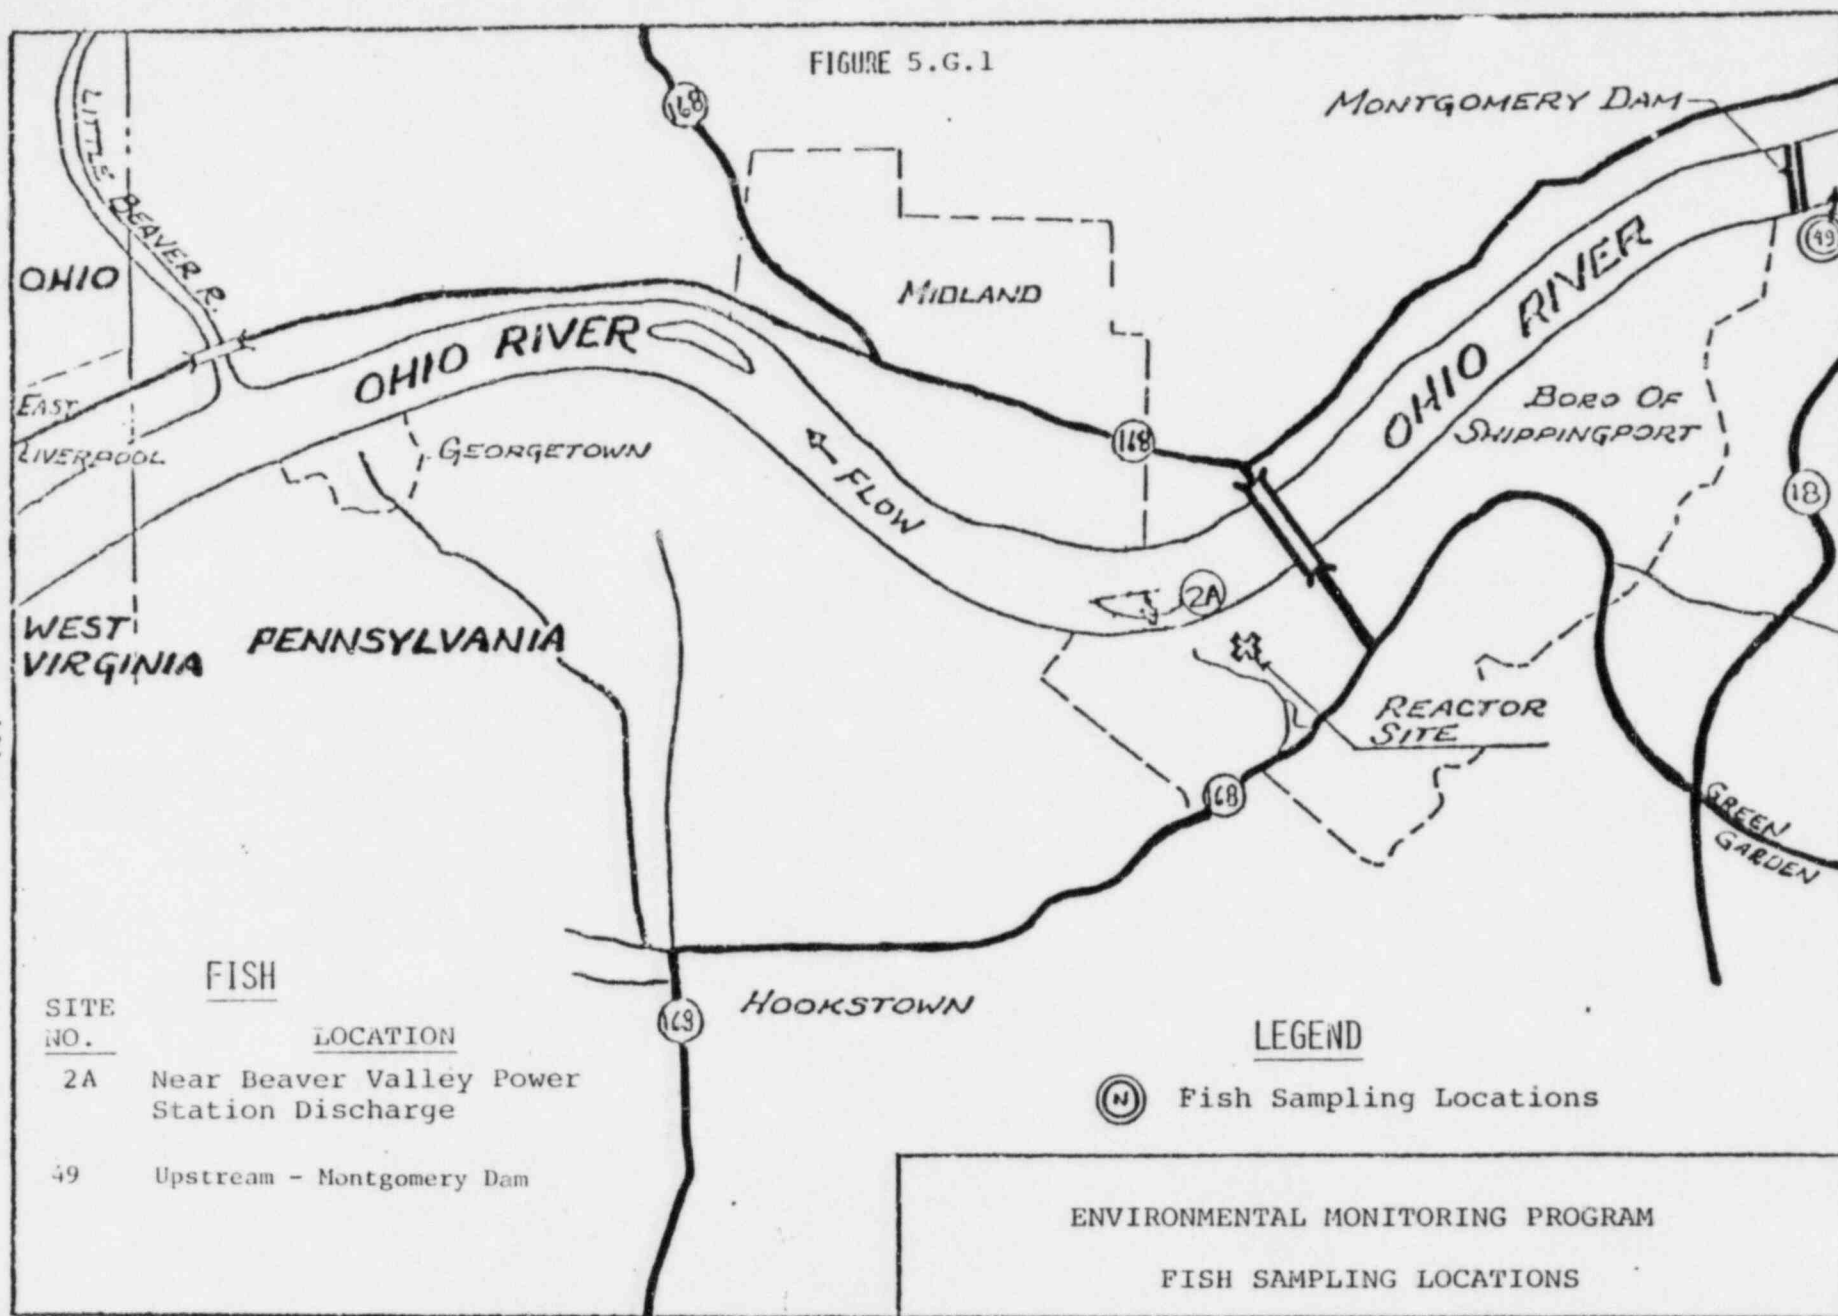 FIGURE 5.G.1
168
MONTGOMERY DAM
LITTLE BEAVER R.
49
OHIO
MIDLAND
OHIO RIVER
OHIO RIVER
EAST
LIVERPOOL
GEORGETOWN
168
BORO OF
SHIPPINGPORT
18
FLOW
2A
WEST
VIRGINIA
PENNSYLVANIA
REACTOR
SITE
68
GREEN
GARDEN
HOOKSTOWN
168
FISH
SITE
NO.
LOCATION
2A Near Beaver Valley Power
Station Discharge
49 Upstream - Montgomery Dam
LEGEND
N Fish Sampling Locations
ENVIRONMENTAL MONITORING PROGRAM
FISH SAMPLING LOCATIONS